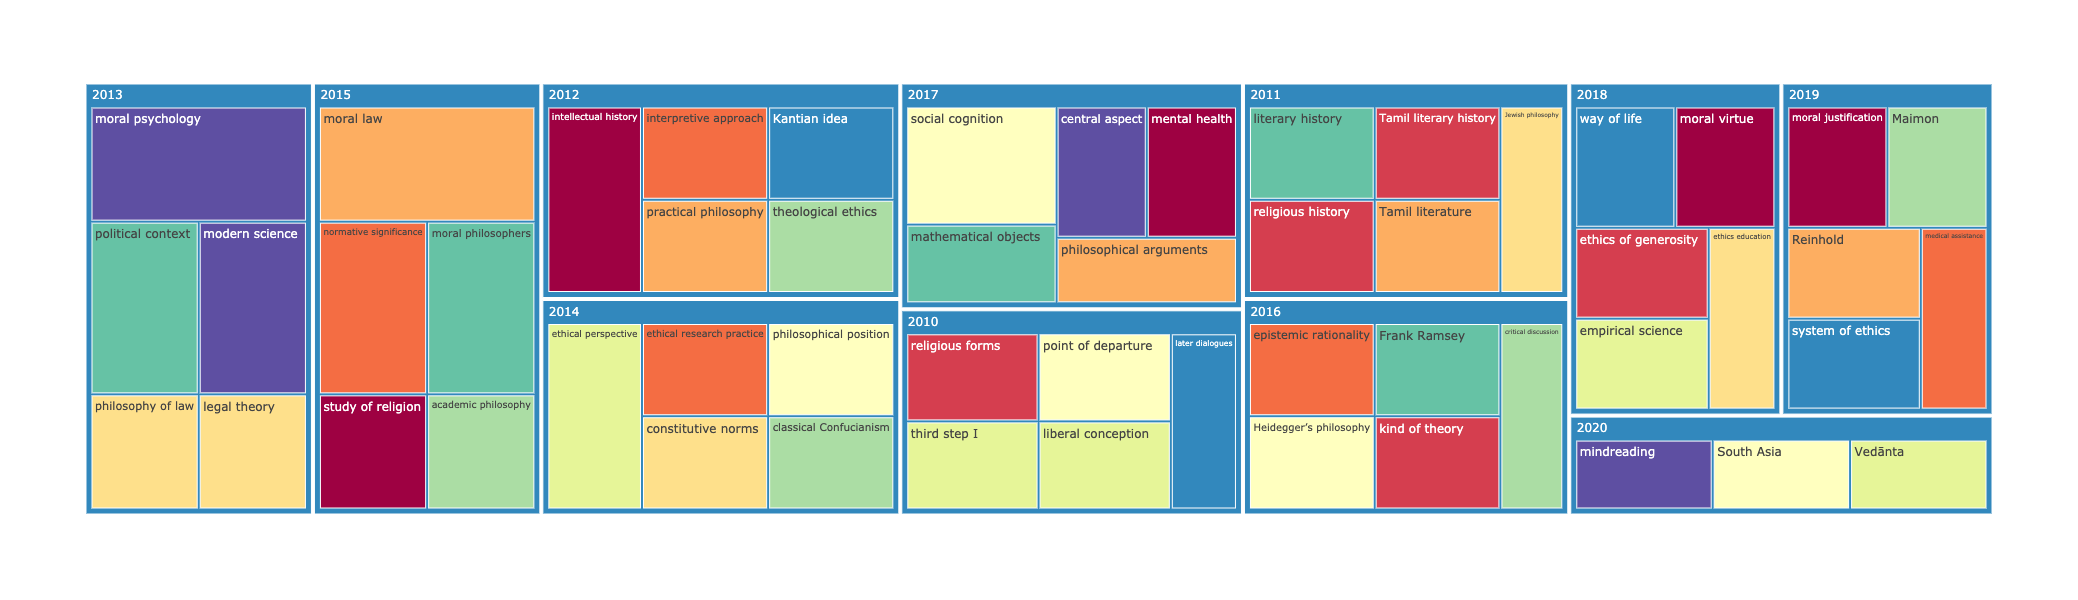 2013
moral psychology
political context
modern science
philosophy of law
legal theory
2015
moral law
normative significance
moral philosophers
study of religion
academic philosophy
2012
intellectual history
interpretive approach
Kantian idea
practical philosophy
theological ethics
2014
ethical perspective
ethical research practice
philosophical position
constitutive norms
classical Confucianism
2017
social cognition
central aspect
mental health
mathematical objects
philosophical arguments
2010
religious forms
point of departure
later dialogues
third step I
liberal conception
2011
literary history
Tamil literary history
Jewish philosophy
religious history
Tamil literature
2016
epistemic rationality
Frank Ramsey
critical discussion
Heidegger’s philosophy
kind of theory
2018
way of life
moral virtue
ethics of generosity
ethics education
empirical science
2019
moral justification
Maimon
Reinhold
medical assistance
system of ethics
2020
mindreading
South Asia
Vedānta